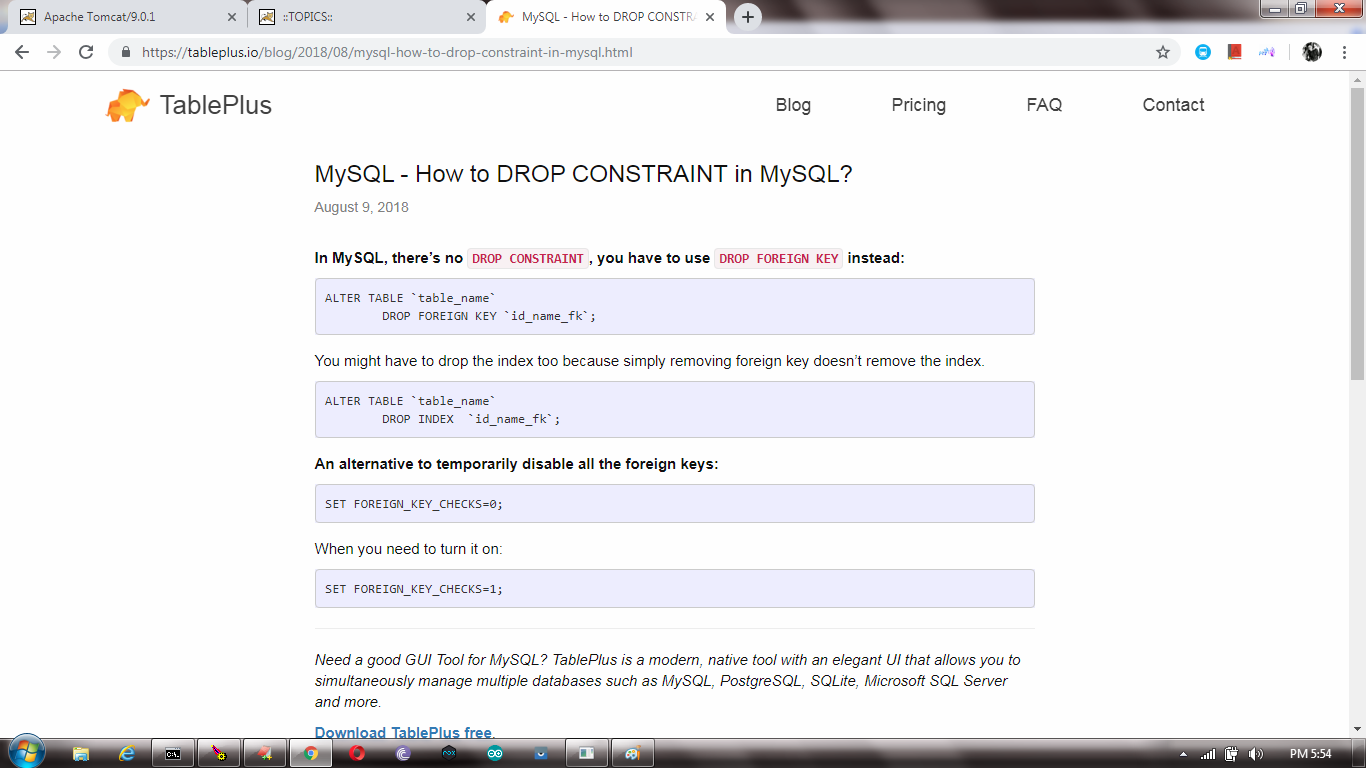 Apache Tomcat/9.0.1
::TOPICS::
MySQL - How to DROP CONSTRA
https://tableplus.io/blog/2018/08/mysql-how-to-drop-constraint-in-mysql.html
TablePlus
Blog
Pricing
FAQ
Contact
MySQL - How to DROP CONSTRAINT in MySQL?
August 9, 2018
In MySQL, there’s no DROP CONSTRAINT, you have to use DROP FOREIGN KEY instead:
ALTER TABLE `table_name`
DROP FOREIGN KEY `id_name_fk`;
You might have to drop the index too because simply removing foreign key doesn’t remove the index.
ALTER TABLE `table_name`
DROP INDEX  `id_name_fk`;
An alternative to temporarily disable all the foreign keys:
SET FOREIGN_KEY_CHECKS=0;
When you need to turn it on:
SET FOREIGN_KEY_CHECKS=1;
Need a good GUI Tool for MySQL? TablePlus is a modern, native tool with an elegant UI that allows you to
simultaneously manage multiple databases such as MySQL, PostgreSQL, SQLite, Microsoft SQL Server
and more.
Download TablePlus free.
PM 5:54